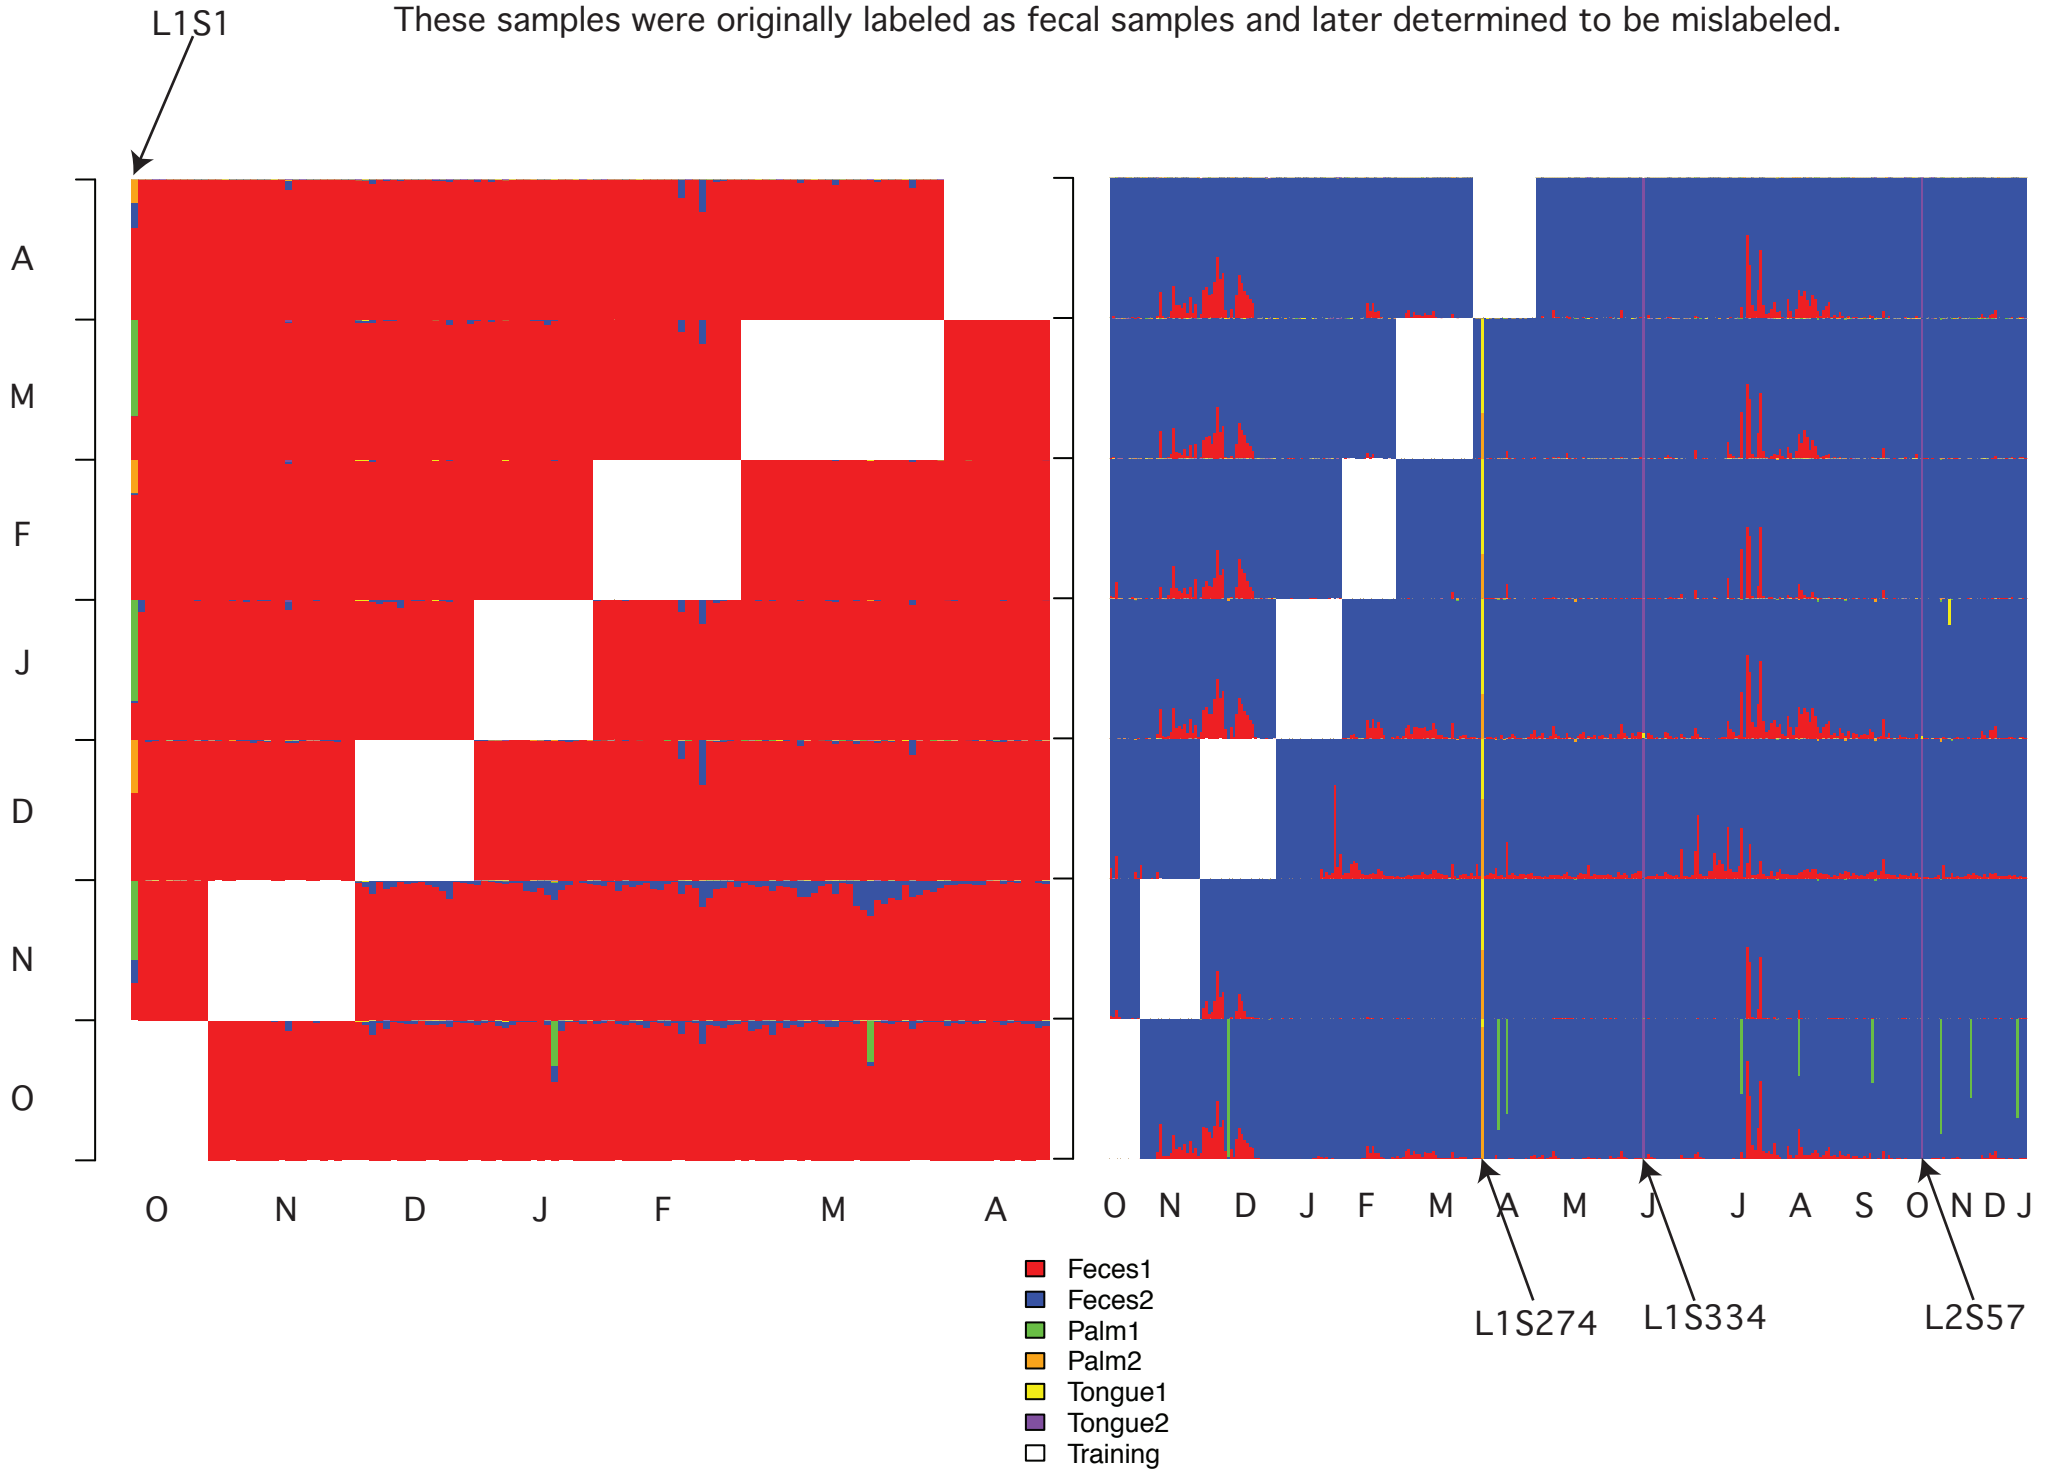 L1S1
These samples were originally labeled as fecal samples and later determined to be mislabeled.
A
M
F
J
D
N
O
O N D J F M A
O N D J F M A M J J A S O N D J
L1S274 L1S334 L2S57
Feces1
Feces2
Palm1
Palm2
Tongue1
Tongue2
Training